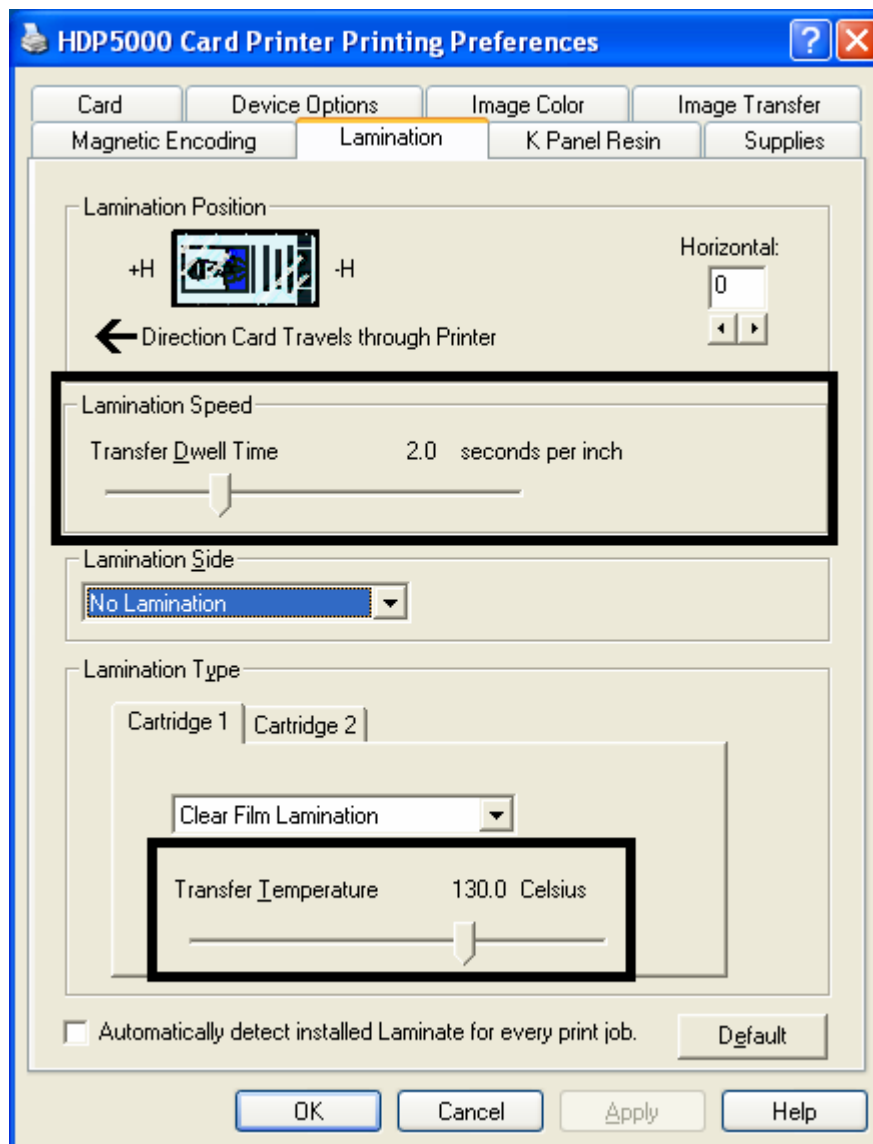 HDP5000 Card Printer Printing Preferences
Card Device Options Image Color Image Transfer
Magnetic Encoding Lamination K Panel Resin Supplies
Lamination Position
+H -H Horizontal:
0
Direction Card Travels through Printer
Lamination Speed
Transfer Dwell Time 2.0 seconds per inch
Lamination Side
No Lamination
Lamination Type
Cartridge 1 Cartridge 2
Clear Film Lamination
Transfer Temperature 130.0 Celsius
Automatically detect installed Laminate for every print job. Default
OK Cancel Apply Help